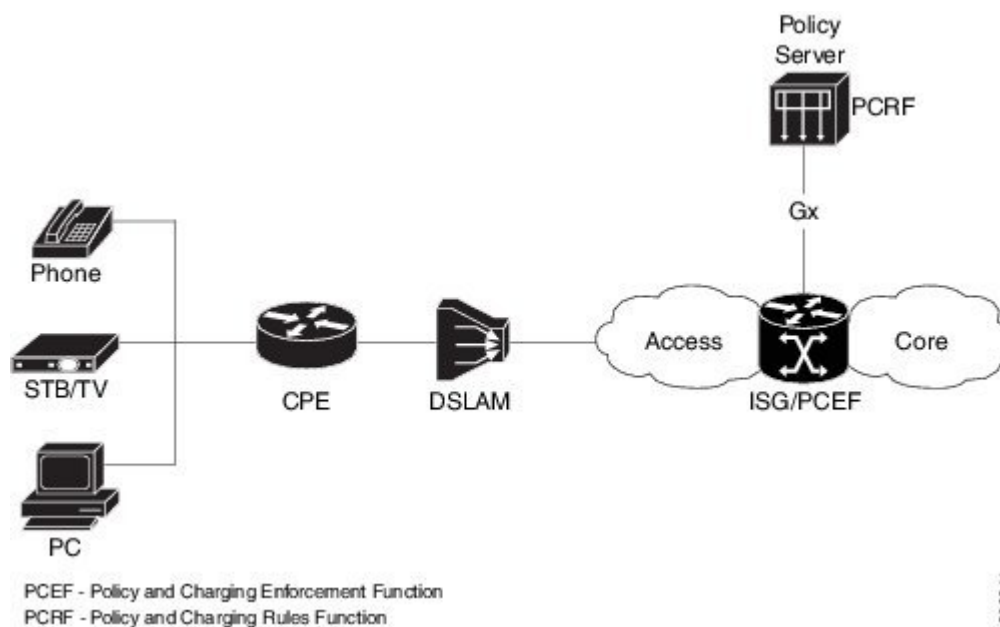 Policy
Server
PCRF
Gx
Phone
Access
Core
STB/TV
CPE
DSLAM
ISG/PCEF
PC
PCEF - Policy and Charging Enforcement Function
PCRF - Policy and Charging Rules Function